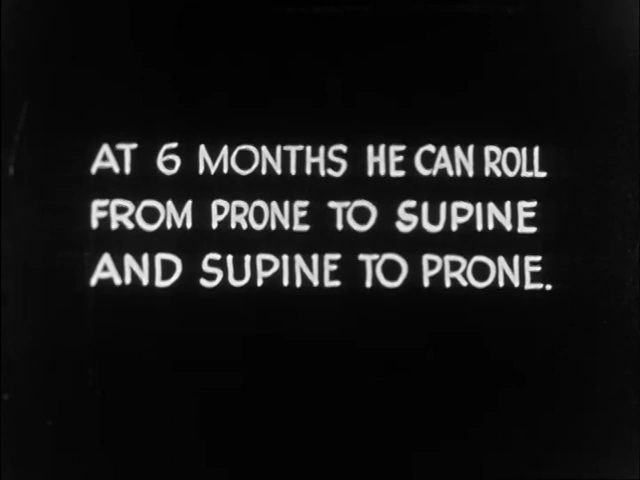 AT 6 MONTHS HE CAN ROLL
FROM PRONE TO SUPINE
AND SUPINE TO PRONE.